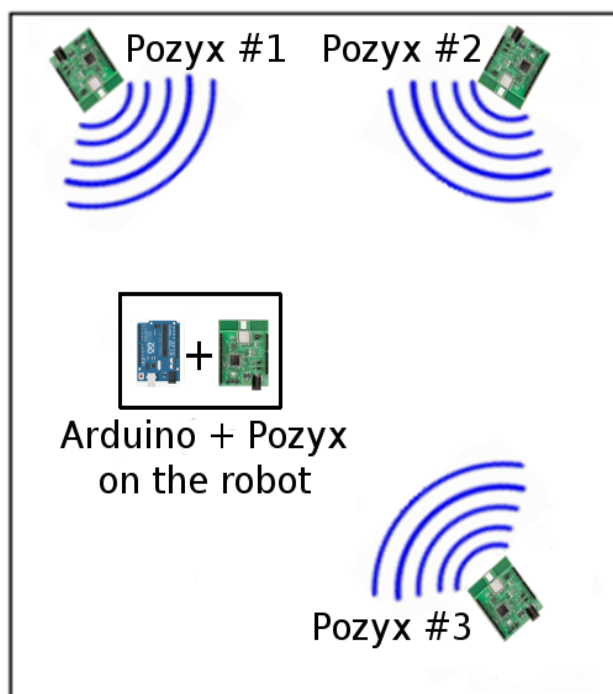 Pozyx #1
Pozyx #2
+
Arduino + Pozyx
on the robot
Pozyx #3